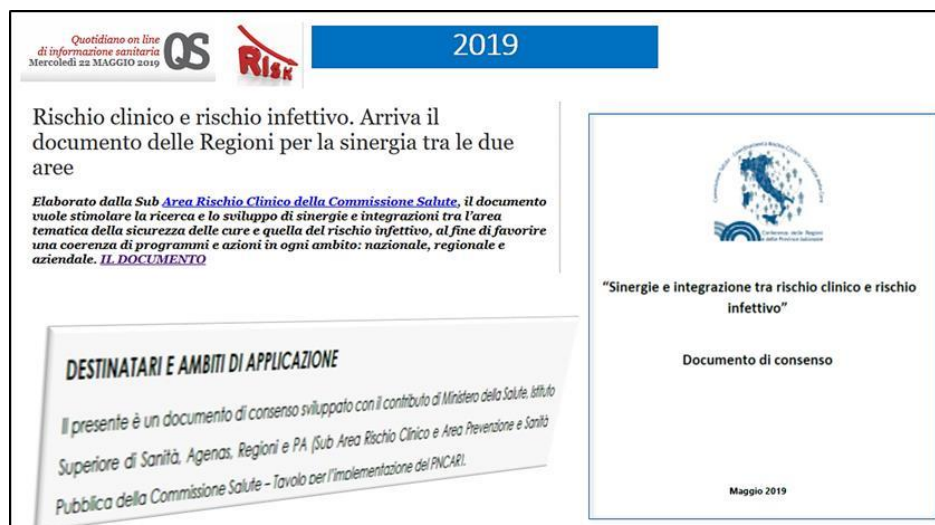 Quotidiano on line
di informazione sanitaria
Mercoledì 22 MAGGIO 2019
QS
RISK
2019
Rischio clinico e rischio infettivo. Arriva il
documento delle Regioni per la sinergia tra le due
aree
Elaborato dalla Sub Area Rischio Clinico della Commissione Salute, il documento
vuole stimolare la ricerca e lo sviluppo di sinergie e integrazioni tra l'area
tematica della sicurezza delle cure e quella del rischio infettivo, al fine di favorire
una coerenza di programmi e azioni in ogni ambito: nazionale, regionale e
aziendale. IL DOCUMENTO
DESTINATARI E AMBITI DI APPLICAZIONE
Il presente è un documento di consenso sviluppato con il contributo di Ministero della Salute, Istituto
Superiore di Sanità, Agenas, Regioni e PA (Sub Area Rischio Clinico e Area Prevenzione e Sanità
Pubblica della Commissione Salute – Tavolo per l'implementazione del PNCAR).
Conferenza delle Regioni
e delle Province autonome
"Sinergie e integrazione tra rischio clinico e rischio
infettivo"
Documento di consenso
Maggio 2019